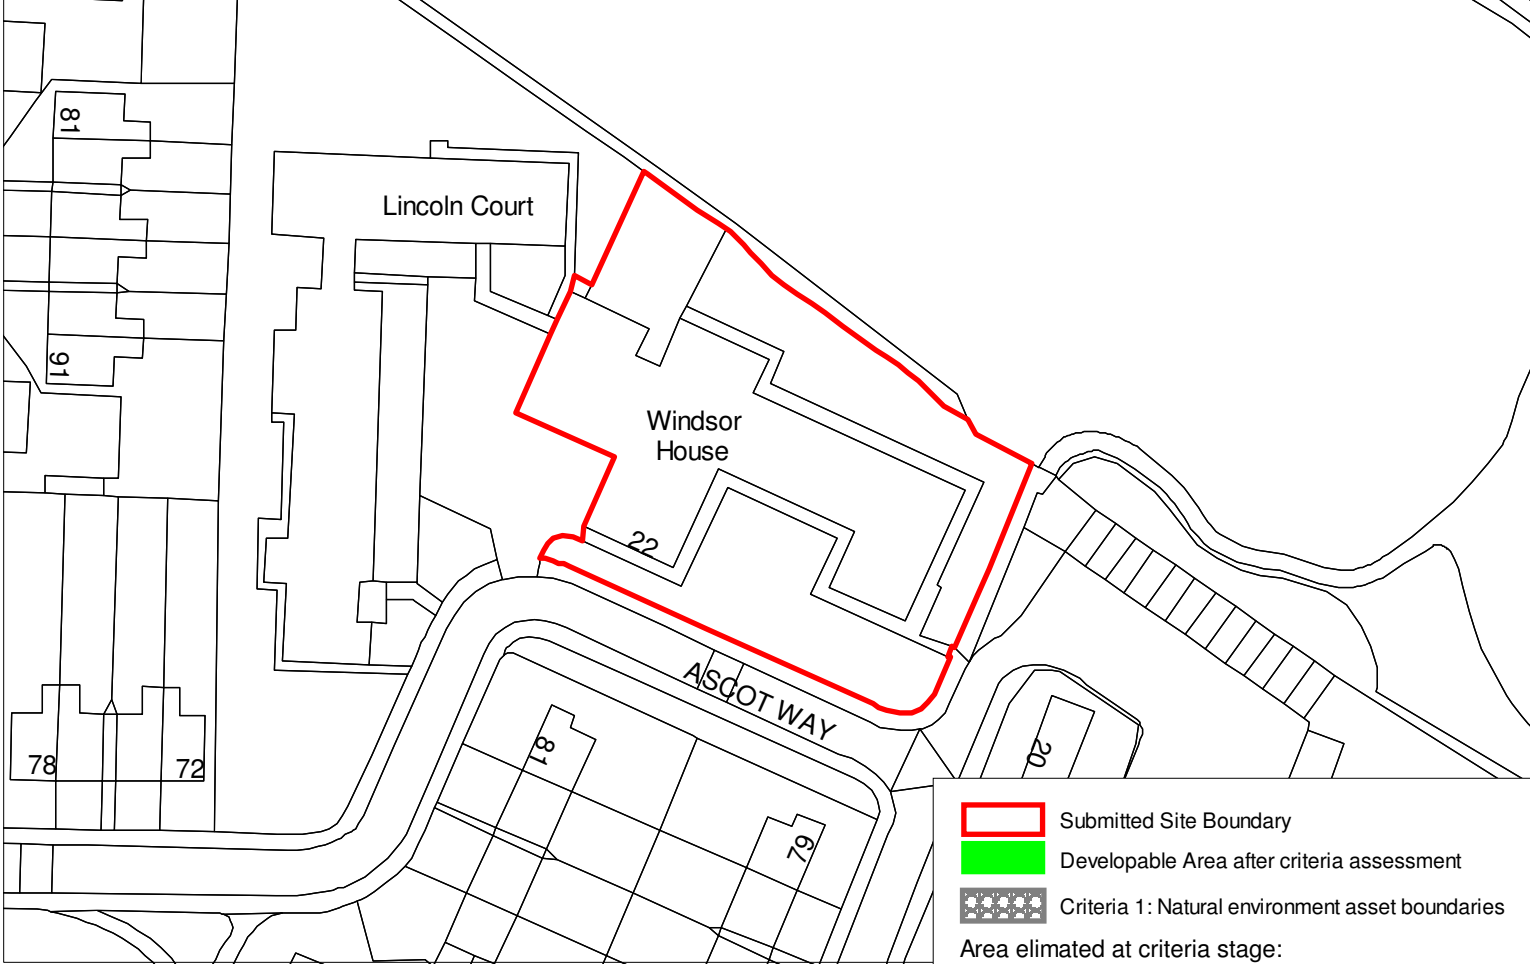 81
Lincoln Court
91
Windsor
House
22
ASCOT WAY
78
72
81
20
67
Submitted Site Boundary
Developable Area after criteria assessment
Criteria 1: Natural environment asset boundaries
Area elimated at criteria stage: